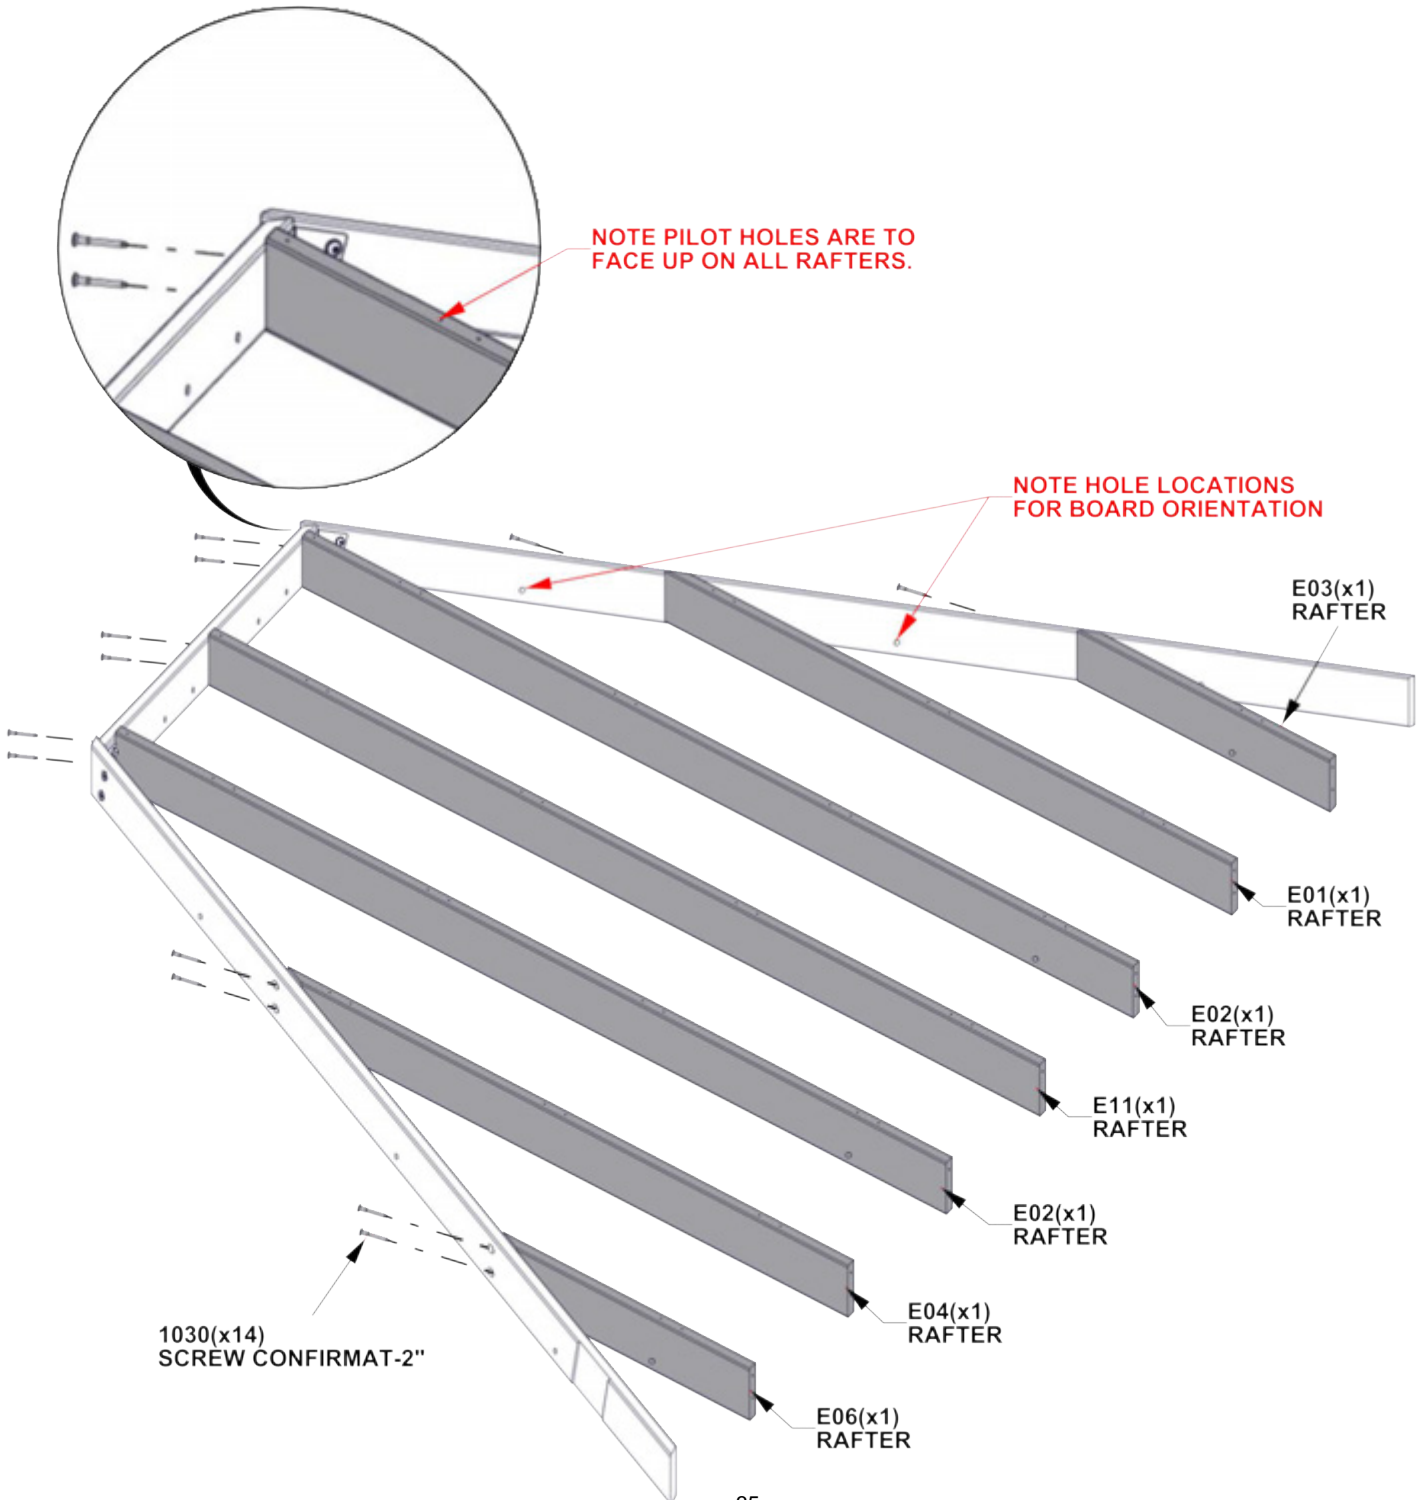 NOTE PILOT HOLES ARE TO
FACE UP ON ALL RAFTERS.
NOTE HOLE LOCATIONS
FOR BOARD ORIENTATION
E03(x1)
RAFTER
E01(x1)
RAFTER
E02(x1)
RAFTER
E11(x1)
RAFTER
E02(x1)
RAFTER
E04(x1)
RAFTER
E06(x1)
RAFTER
1030(x14)
SCREW CONFIRMAT-2"